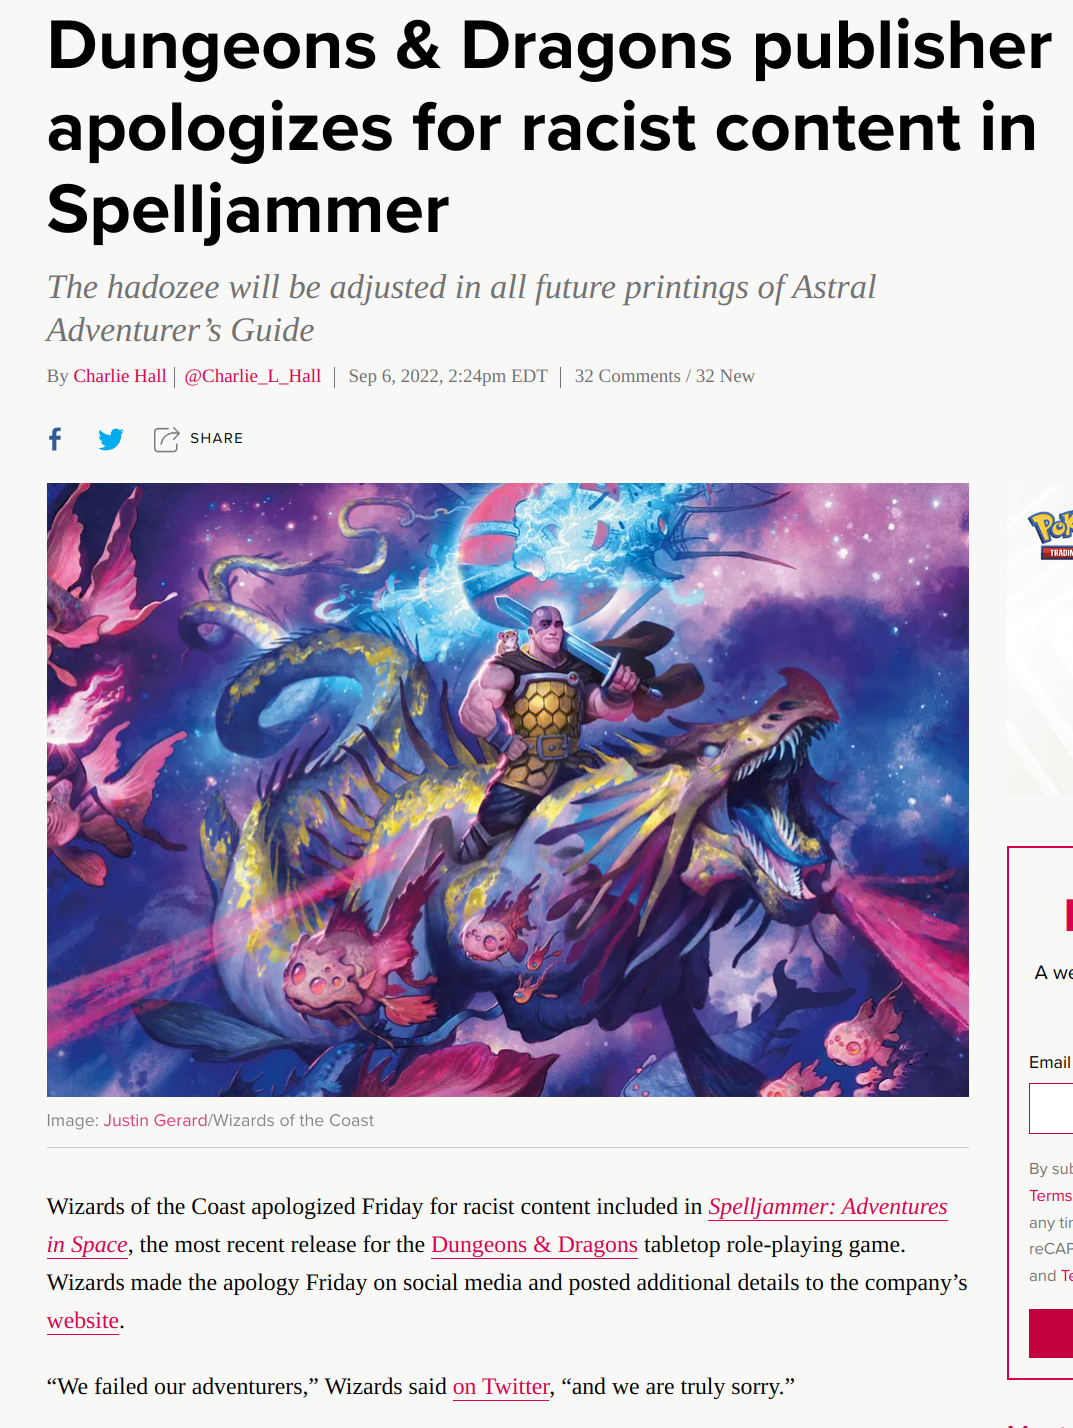 Dungeons & Dragons publisher
apologizes for racist content in
Spelljammer
The hadozee will be adjusted in all future printings of Astral
Adventurer’s Guide
By Charlie Hall | @Charlie_L_Hall | Sep 6, 2022, 2:24pm EDT | 32 Comments / 32 New
SHARE
Image: Justin Gerard/Wizards of the Coast
Wizards of the Coast apologized Friday for racist content included in Spelljammer: Adventures
in Space, the most recent release for the Dungeons & Dragons tabletop role-playing game.
Wizards made the apology Friday on social media and posted additional details to the company’s
website.
“We failed our adventurers,” Wizards said on Twitter, “and we are truly sorry.”
A we
Email
By sub
Terms
any tir
reCAP
and Te